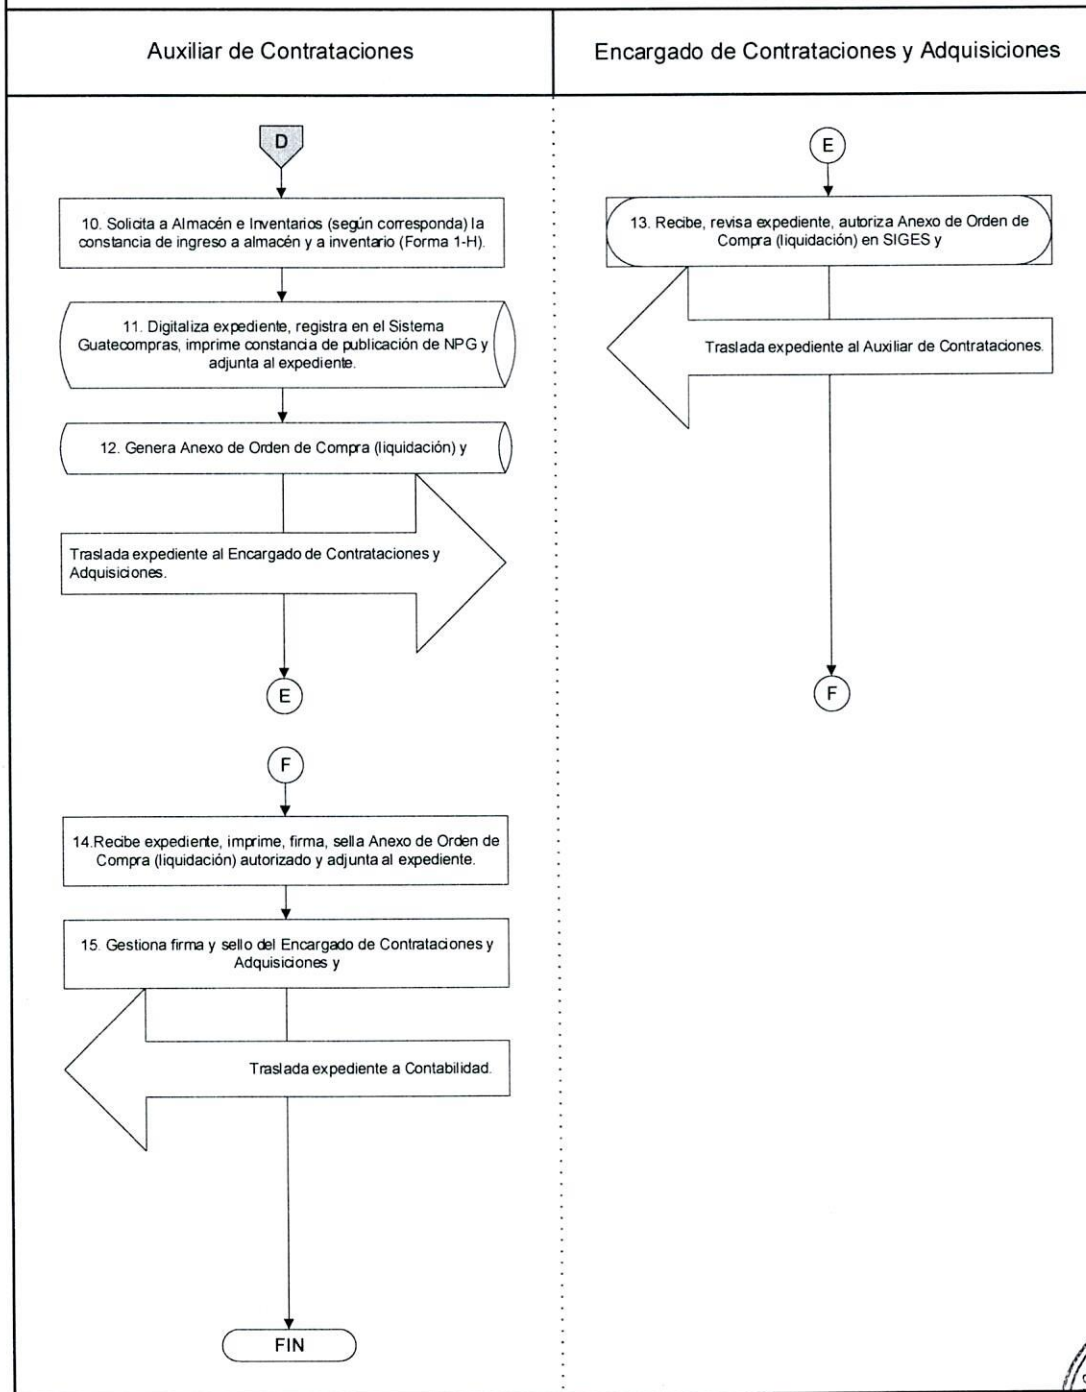 Auxiliar de Contrataciones
Encargado de Contrataciones y Adquisiciones
D
10. Solicita a Almacén e Inventarios (según corresponda) la
constancia de ingreso a almacén y a inventario (Forma 1-H).
11. Digitaliza expediente, registra en el Sistema
Guatecompras, imprime constancia de publicación de NPG y
adjunta al expediente.
12. Genera Anexo de Orden de Compra (liquidación) y
Traslada expediente al Encargado de Contrataciones y
Adquisiciones.
E
E
13. Recibe, revisa expediente, autoriza Anexo de Orden de
Compra (liquidación) en SIGES y
Traslada expediente al Auxiliar de Contrataciones.
F
F
14.Recibe expediente, imprime, firma, sella Anexo de Orden de
Compra (liquidación) autorizado y adjunta al expediente.
15. Gestiona firma y sello del Encargado de Contrataciones y
Adquisiciones y
Traslada expediente a Contabilidad.
FIN